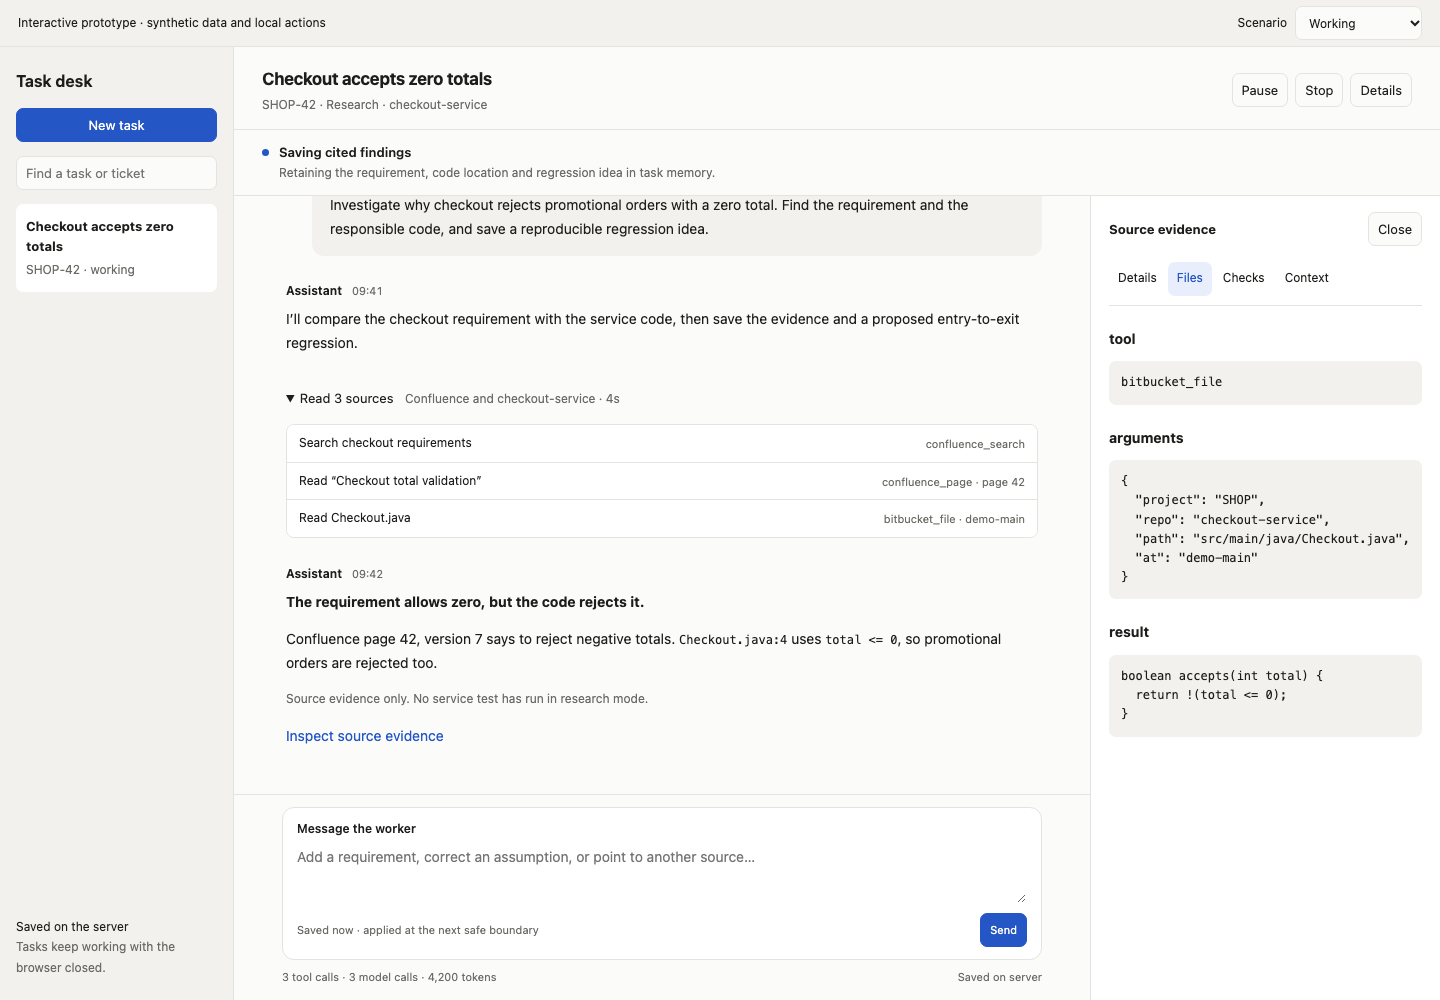 Interactive prototype · synthetic data and local actions
Scenario
Working
Task desk
New task
Find a task or ticket
Checkout accepts zero
totals
SHOP-42 · working
Saved on the server
Tasks keep working with the
browser closed.
Checkout accepts zero totals
SHOP-42 · Research · checkout-service
Pause
Stop
Details
Saving cited findings
Retaining the requirement, code location and regression idea in task memory.
Investigate why checkout rejects promotional orders with a zero total. Find the requirement and the
responsible code, and save a reproducible regression idea.
Assistant 09:41
I’ll compare the checkout requirement with the service code, then save the evidence and a proposed entry-to-exit
regression.
▼ Read 3 sources Confluence and checkout-service · 4s
Search checkout requirements confluence_search
Read “Checkout total validation” confluence_page · page 42
Read Checkout.java bitbucket_file · demo-main
Assistant 09:42
The requirement allows zero, but the code rejects it.
Confluence page 42, version 7 says to reject negative totals. Checkout.java:4 uses total <= 0, so promotional
orders are rejected too.
Source evidence only. No service test has run in research mode.
Inspect source evidence
Message the worker
Add a requirement, correct an assumption, or point to another source…
Saved now · applied at the next safe boundary
Send
3 tool calls · 3 model calls · 4,200 tokens
Saved on server
Source evidence
Close
Details Files Checks Context
tool
bitbucket_file
arguments
{
  "project": "SHOP",
  "repo": "checkout-service",
  "path": "src/main/java/Checkout.java",
  "at": "demo-main"
}
result
boolean accepts(int total) {
  return !(total <= 0);
}